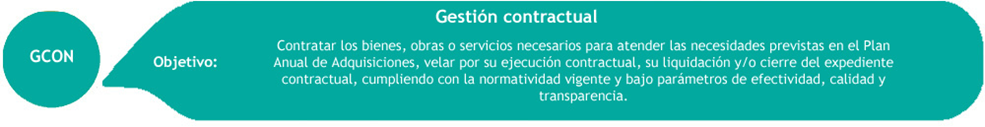 Gestión contractual
GCON
Objetivo:
Contratar los bienes, obras o servicios necesarios para atender las necesidades previstas en el Plan
Anual de Adquisiciones, velar por su ejecución contractual, su liquidación y/o cierre del expediente
contractual, cumpliendo con la normatividad vigente y bajo parámetros de efectividad, calidad y
transparencia.